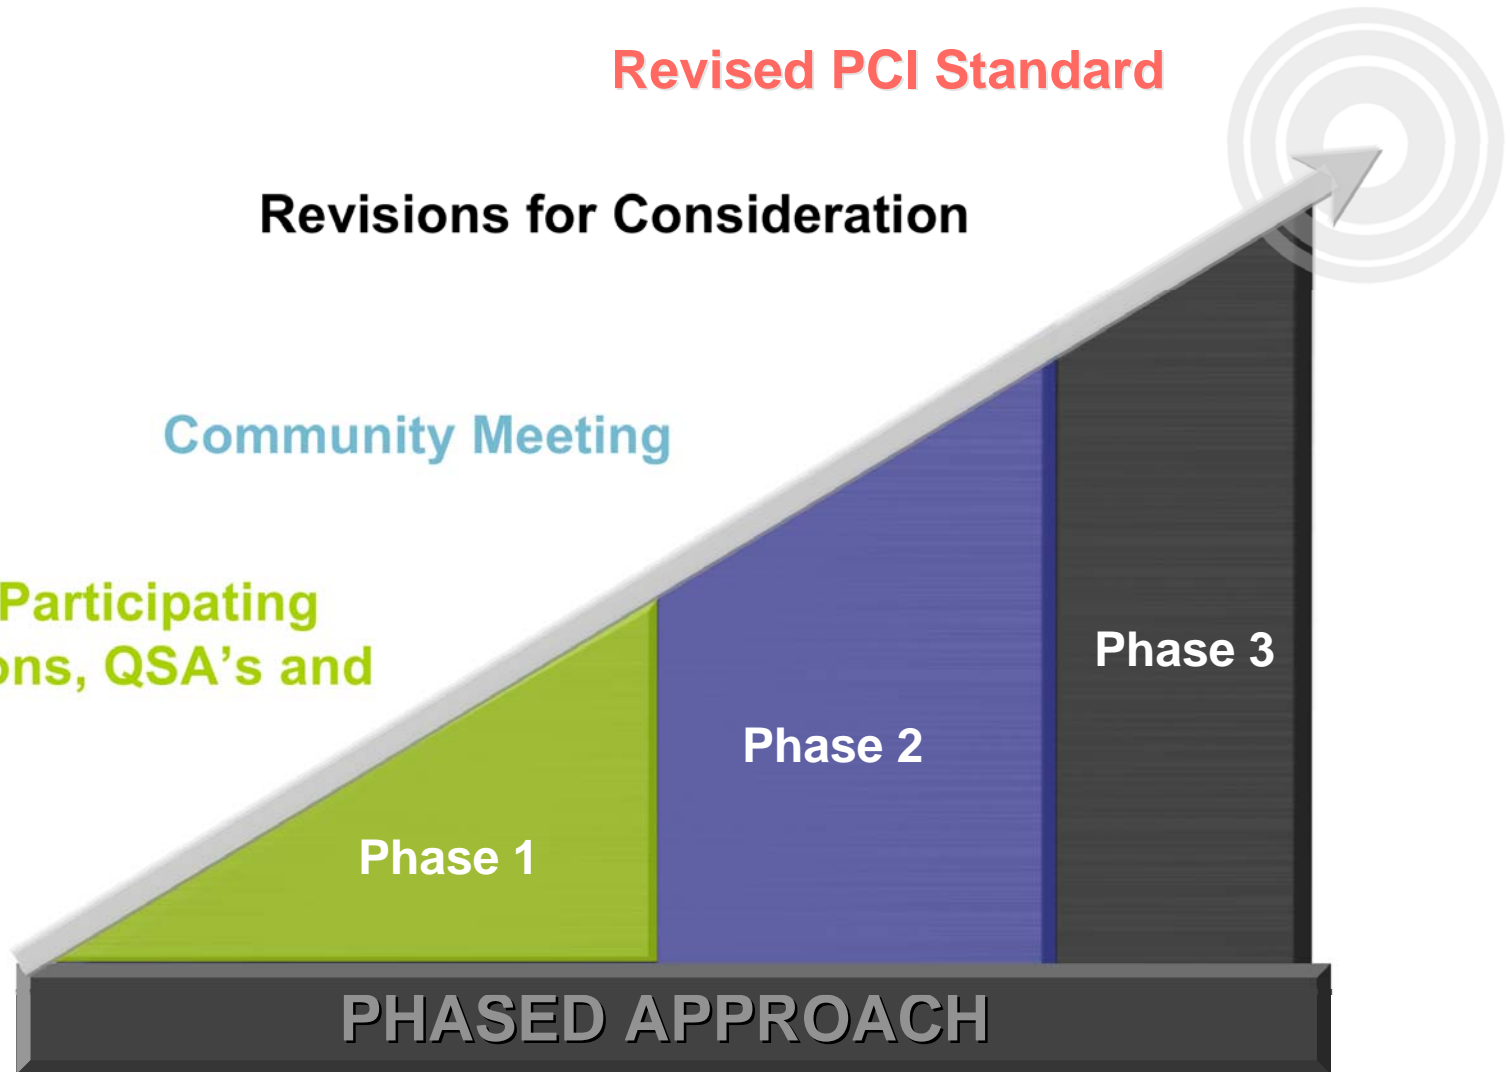 Revised PCI Standard
Revisions for Consideration
Community Meeting
Participating
ons, QSA's and
Phase 3
Phase 2
Phase 1
PHASED APPROACH